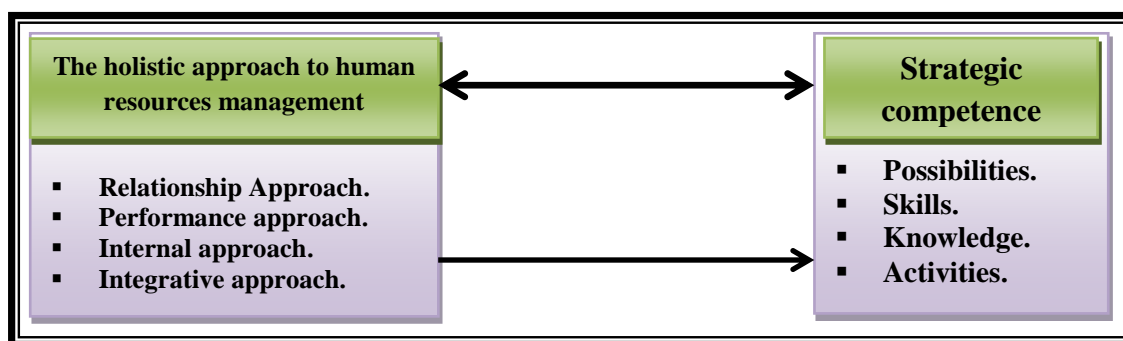 The holistic approach to human
resources management
▪ Relationship Approach.
▪ Performance approach.
▪ Internal approach.
▪ Integrative approach.
Strategic
competence
▪ Possibilities.
▪ Skills.
▪ Knowledge.
▪ Activities.